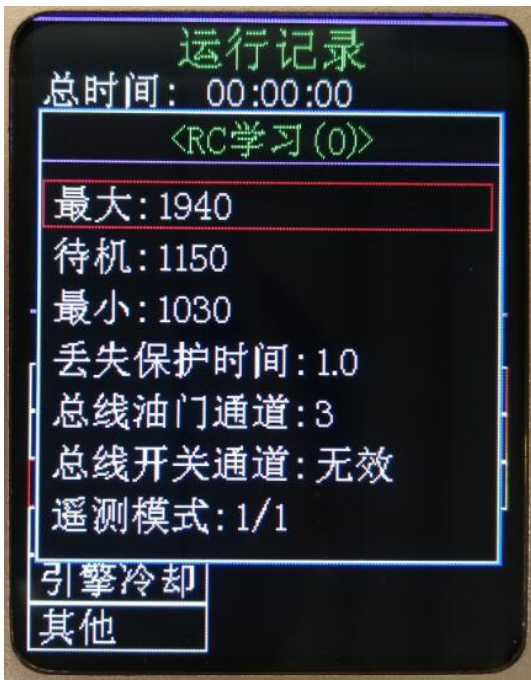 运行记录
总时间: 00:00:00
<RC学习(0)>
最大:1940
待机:1150
最小:1030
丢失保护时间:1.0
总线油门通道:3
总线开关通道:无效
遥测模式:1/1
引擎冷却
其他